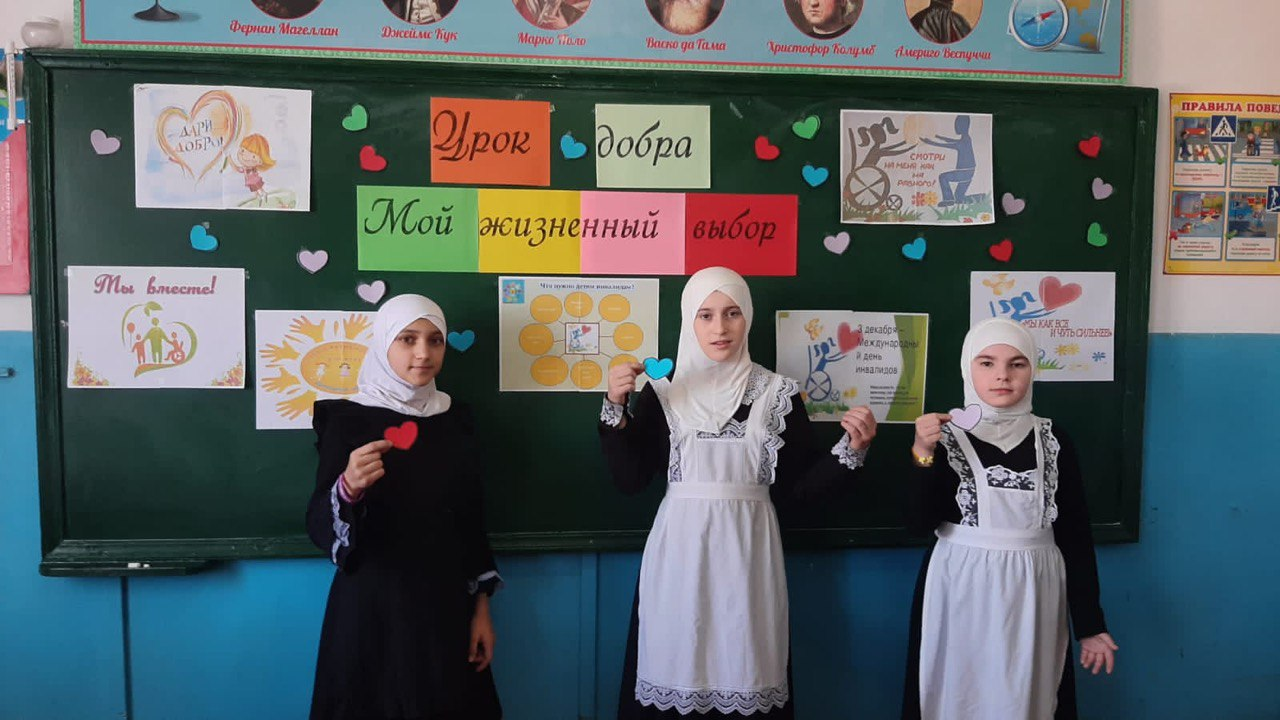 Фернан Магеллан
Джеймс Кук
Марко Поло
Васко да Гама
Христофор Колумб
Америго Веспуччи
ДАРИ
ДОБРО!
Урок добра
Мой жизненный выбор
СМОТРИ
НА МЕНЯ КАК
НА РАВНОГО!
ПРАВИЛА ПОВЕ
Мы вместе!
Что нужно детям инвалидам?
3 декабря –
Международны
й день
инвалидов
МЫ КАК ВСЕ
И ЧУТЬ СИЛЬНЕЕ»